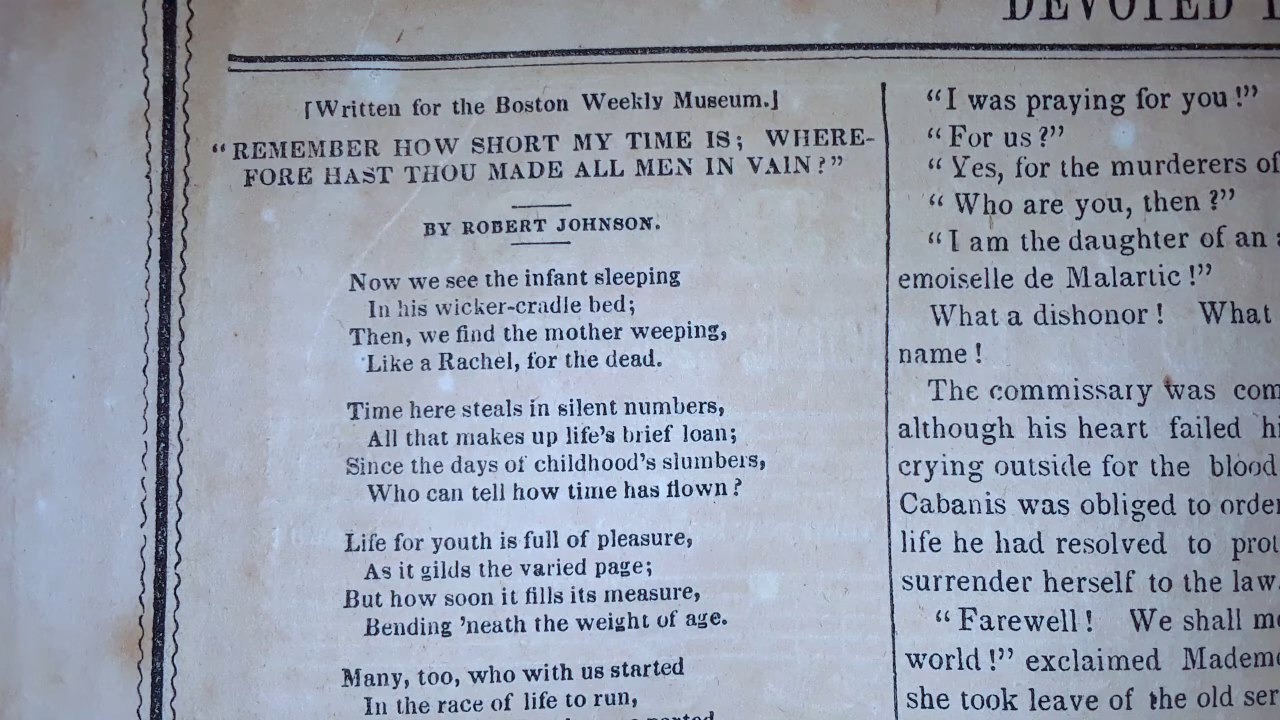 DEVOTED
[Written for the Boston Weekly Museum.]
“REMEMBER HOW SHORT MY TIME IS; WHERE-
FORE HAST THOU MADE ALL MEN IN VAIN?”
BY ROBERT JOHNSON.
Now we see the infant sleeping
In his wicker-cradle bed;
Then, we find the mother weeping,
Like a Rachel, for the dead.
Time here steals in silent numbers,
All that makes up life's brief loan;
Since the days of childhood's slumbers,
Who can tell how time has flown?
Life for youth is full of pleasure,
As it gilds the varied page;
But how soon it fills its measure,
Bending 'neath the weight of age.
Many, too, who with us started
In the race of life to run,
“I was praying for you!”
“For us?”
“Yes, for the murderers of
“Who are you, then?”
“I am the daughter of an
emoiselle de Malartic!”
What a dishonor! What
name!
The commissary was com
although his heart failed hi
crying outside for the blood
Cabanis was obliged to order
life he had resolved to prot
surrender herself to the law
“Farewell! We shall me
world!” exclaimed Madem
she took leave of the old ser